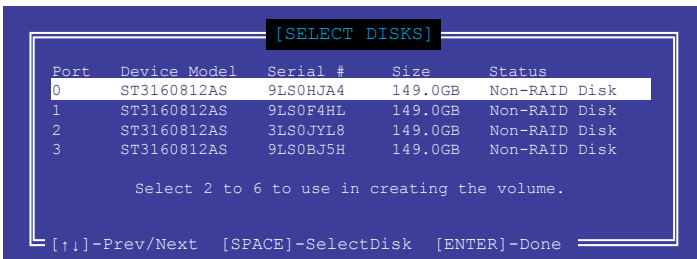 [SELECT DISKS]
Port Device Model Serial # Size Status
0 ST3160812AS 9LS0HJA4 149.0GB Non-RAID Disk
1 ST3160812AS 9LS0F4HL 149.0GB Non-RAID Disk
2 ST3160812AS 3LS0JYL8 149.0GB Non-RAID Disk
3 ST3160812AS 9LS0BJ5H 149.0GB Non-RAID Disk
Select 2 to 6 to use in creating the volume.
[↑↓]-Prev/Next [SPACE]-SelectDisk [ENTER]-Done